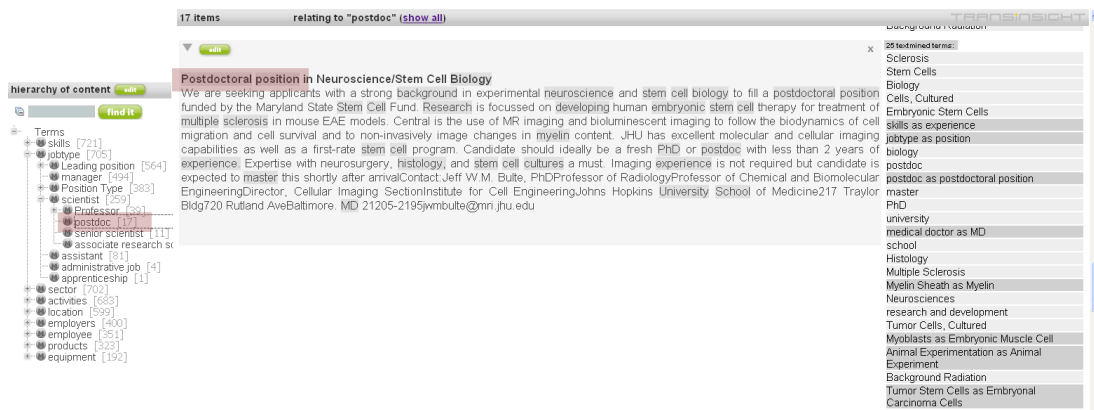 17 items relating to "postdoc" (show all)
TRANSINSIGHT
Background Radiation
edit
x
25 textmined terms:
Postdoctoral position in Neuroscience/Stem Cell Biology
We are seeking applicants with a strong background in experimental neuroscience and stem cell biology to fill a postdoctoral position
funded by the Maryland State Stem Cell Fund. Research is focussed on developing human embryonic stem cell therapy for treatment of
multiple sclerosis in mouse EAE models. Central is the use of MR imaging and bioluminescent imaging to follow the biodynamics of cell
migration and cell survival and to non-invasively image changes in myelin content. JHU has excellent molecular and cellular imaging
capabilities as well as a first-rate stem cell program. Candidate should ideally be a fresh PhD or postdoc with less than 2 years of
experience. Expertise with neurosurgery, histology, and stem cell cultures a must. Imaging experience is not required but candidate is
expected to master this shortly after arrivalContact:Jeff W.M. Bulte, PhDProfessor of RadiologyProfessor of Chemical and Biomolecular
EngineeringDirector, Cellular Imaging SectionInstitute for Cell EngineeringJohns Hopkins University School of Medicine217 Traylor
Bldg720 Rutland AveBaltimore. MD 21205-2195jwmbulte@mri.jhu.edu
hierarchy of content edit
find it
Terms
skills [721]
jobtype [705]
Leading position [564]
manager [494]
Position Type [383]
scientist [259]
Professor [39]
postdoc [17]
senior scientist [11]
associate research sc
assistant [81]
administrative job [4]
apprenticeship [1]
sector [702]
activities [683]
location [599]
employers [400]
employee [351]
products [323]
equipment [192]
Sclerosis
Stem Cells
Biology
Cells, Cultured
Embryonic Stem Cells
skills as experience
jobtype as position
biology
postdoc
postdoc as postdoctoral position
master
PhD
university
medical doctor as MD
school
Histology
Multiple Sclerosis
Myelin Sheath as Myelin
Neurosciences
research and development
Tumor Cells, Cultured
Myoblasts as Embryonic Muscle Cell
Animal Experimentation as Animal
Experiment
Background Radiation
Tumor Stem Cells as Embryonal
Carcinoma Cells